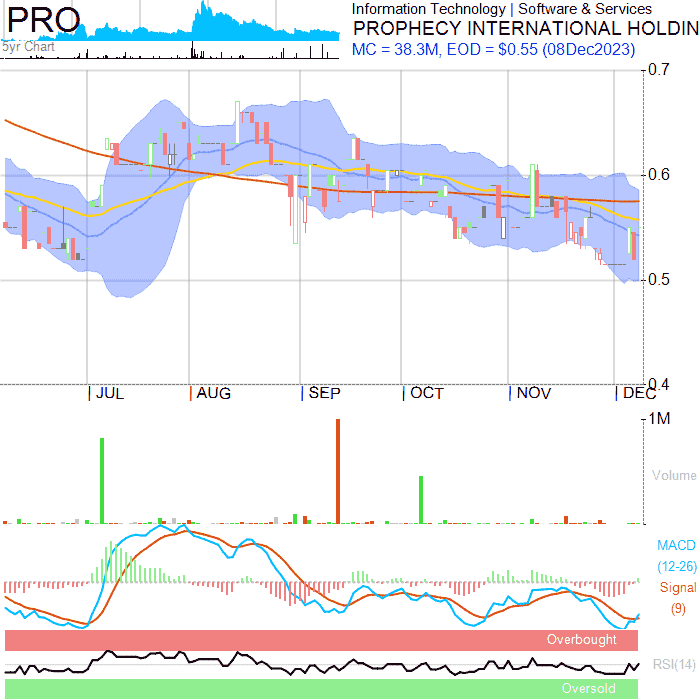 PRO
5yr Chart
Information Technology | Software & Services
PROPHECY INTERNATIONAL HOLDIN
MC = 38.3M, EOD = $0.55 (08Dec2023)
0.7
0.6
0.5
0.4
JUL AUG SEP OCT NOV DEC
1M
Volume
MACD
(12-26)
Signal
(9)
Overbought
RSI(14)
Oversold